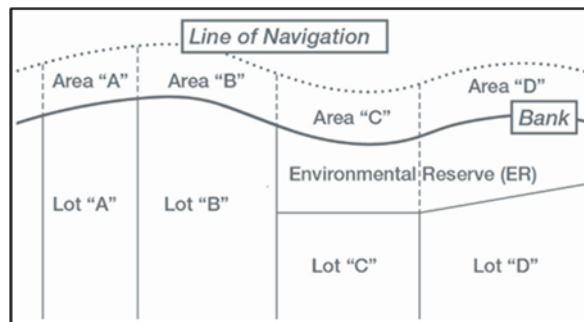 Line of Navigation
Area "A"
Area "B"
Area "D"
Area "C"
Bank
Environmental Reserve (ER)
Lot "A"
Lot "B"
Lot "C"
Lot "D"